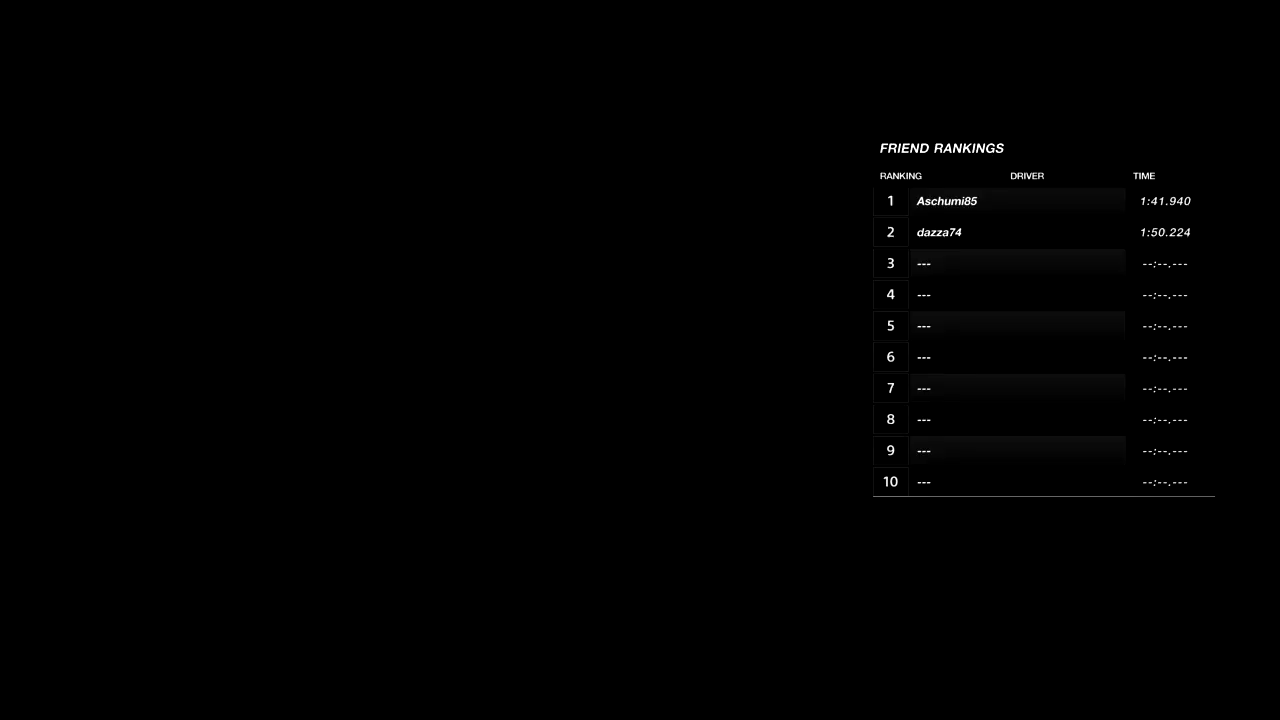 FRIEND RANKINGS
RANKING DRIVER TIME
1 Aschumi85 1:41.940
2 dazza74 1:50.224
3 --- --:--.---
4 --- --:--.---
5 --- --:--.---
6 --- --:--.---
7 --- --:--.---
8 --- --:--.---
9 --- --:--.---
10 --- --:--.---